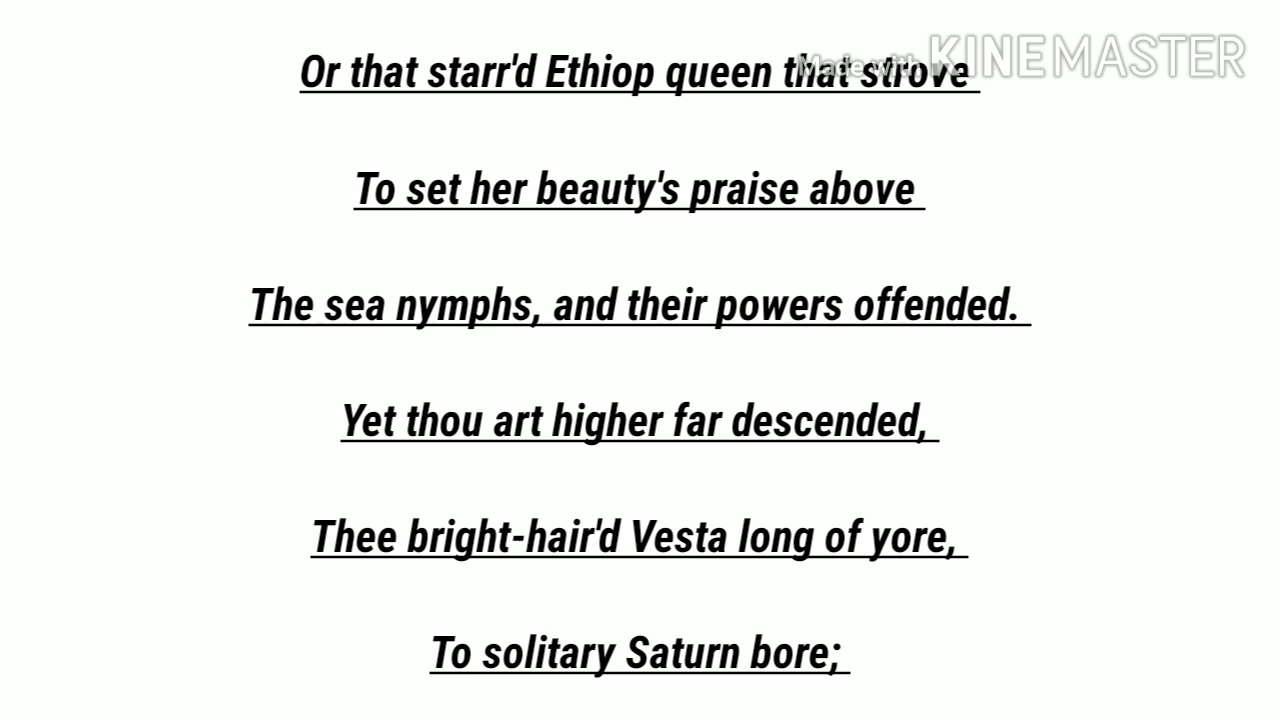 Made with KINEMASTER
Or that starr'd Ethiop queen that strove
To set her beauty's praise above
The sea nymphs, and their powers offended.
Yet thou art higher far descended,
Thee bright-hair'd Vesta long of yore,
To solitary Saturn bore;